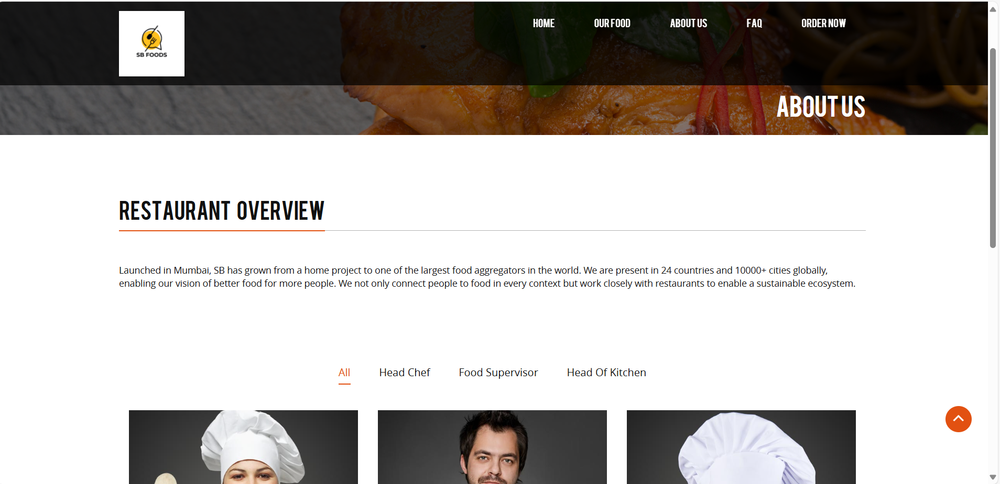 SB FOODS
HOME
OUR FOOD
ABOUT US
FAQ
ORDER NOW
ABOUT US
RESTAURANT OVERVIEW
Launched in Mumbai, SB has grown from a home project to one of the largest food aggregators in the world. We are present in 24 countries and 10000+ cities globally,
enabling our vision of better food for more people. We not only connect people to food in every context but work closely with restaurants to enable a sustainable ecosystem.
All
Head Chef
Food Supervisor
Head Of Kitchen